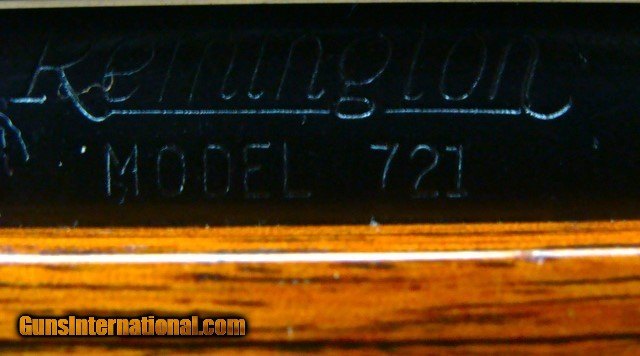 Remington
MODEL 721
GunsInternational.com